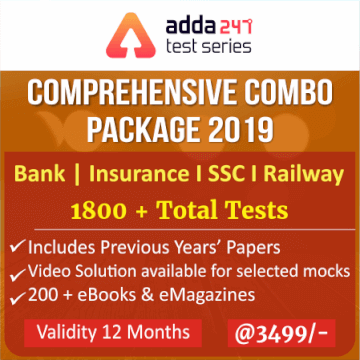 adda 247
test series
COMPREHENSIVE COMBO
PACKAGE 2019
Bank | Insurance I SSC I Railway
1800 + Total Tests
✓Includes Previous Years’ Papers
✓Video Solution available for selected mocks
✓200 + eBooks & eMagazines
Validity 12 Months @3499/-